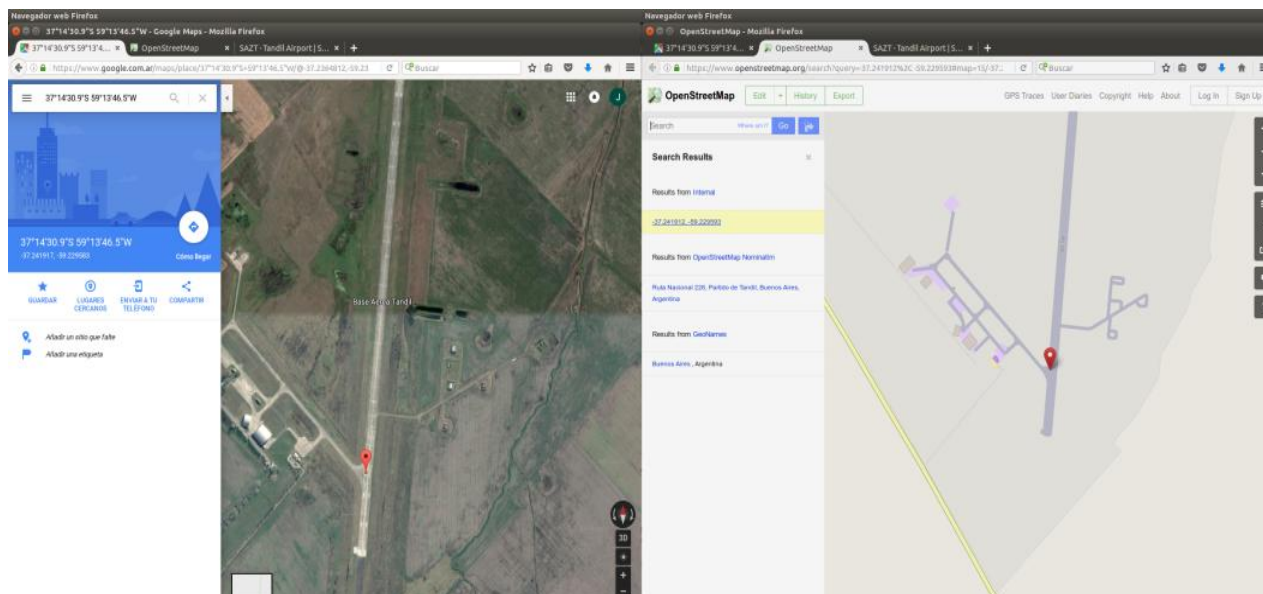 Navegador web Firefox
37°14'30.9"S 59°13'46.5"W - Google Maps - Mozilla Firefox
37°14'30.9"S 59°13'4... × OpenStreetMap × SAZT - Tandil Airport | S... × +
https://www.google.com.ar/maps/place/37°14'30.9"S+59°13'46.5"W/@-37.2364812,-59.23 Buscar
37°14'30.9"S 59°13'46.5"W
J
37°14'30.9"S 59°13'46.5"W
-37.241917, -59.229583
Cómo llegar
GUARDAR
LUGARES CERCANOS
ENVIAR A TU TELÉFONO
COMPARTIR
Añadir un sitio que falte
Añadir una etiqueta
Base Aérea Tandil
3D
Navegador web Firefox
OpenStreetMap - Mozilla Firefox
37°14'30.9"S 59°13'4... × OpenStreetMap × SAZT - Tandil Airport | S... × +
https://www.openstreetmap.org/search?query=-37.241912%2C-59.229593#map=15/-37... Buscar
OpenStreetMap Edit History Export GPS Traces User Diaries Copyright Help About Log In Sign Up
Search Where am I? Go
Search Results ×
Results from Internal
-37.241912, -59.229593
Results from OpenStreetMap Nominatim
Ruta Nacional 226, Partido de Tandil, Buenos Aires,
Argentina
Results from GeoNames
Buenos Aires, Argentina